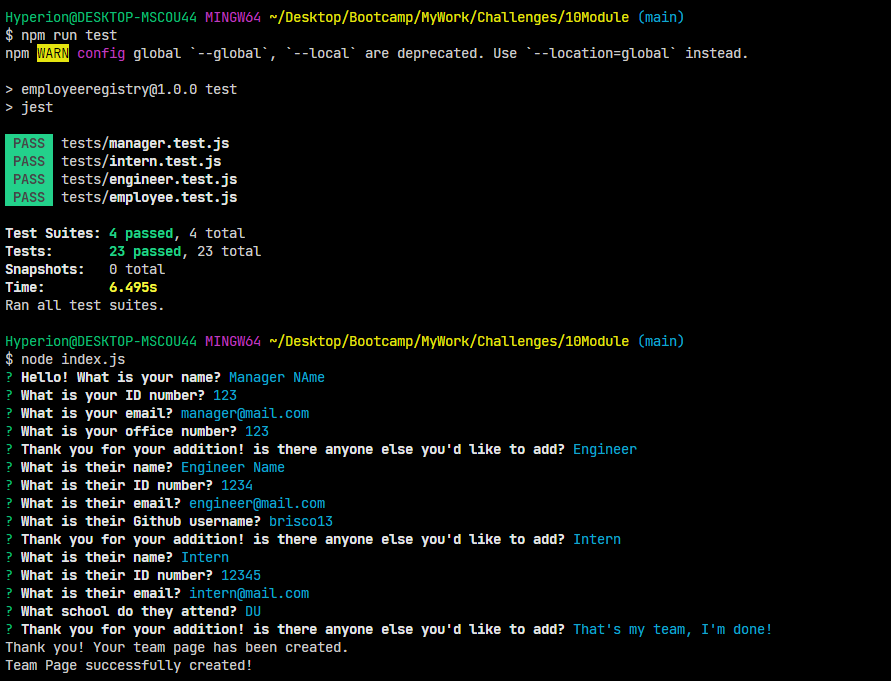 Hyperion@DESKTOP-MSCOU44 MINGW64 ~/Desktop/Bootcamp/MyWork/Challenges/10Module (main)
$ npm run test
npm WARN config global `--global`, `--local` are deprecated. Use `--location=global` instead.
> employeeregistry@1.0.0 test
> jest
PASS tests/manager.test.js
PASS tests/intern.test.js
PASS tests/engineer.test.js
PASS tests/employee.test.js
Test Suites: 4 passed, 4 total
Tests: 23 passed, 23 total
Snapshots: 0 total
Time: 6.495s
Ran all test suites.
Hyperion@DESKTOP-MSCOU44 MINGW64 ~/Desktop/Bootcamp/MyWork/Challenges/10Module (main)
$ node index.js
? Hello! What is your name? Manager NAme
? What is your ID number? 123
? What is your email? manager@mail.com
? What is your office number? 123
? Thank you for your addition! is there anyone else you'd like to add? Engineer
? What is their name? Engineer Name
? What is their ID number? 1234
? What is their email? engineer@mail.com
? What is their Github username? brisco13
? Thank you for your addition! is there anyone else you'd like to add? Intern
? What is their name? Intern
? What is their ID number? 12345
? What is their email? intern@mail.com
? What school do they attend? DU
? Thank you for your addition! is there anyone else you'd like to add? That's my team, I'm done!
Thank you! Your team page has been created.
Team Page successfully created!